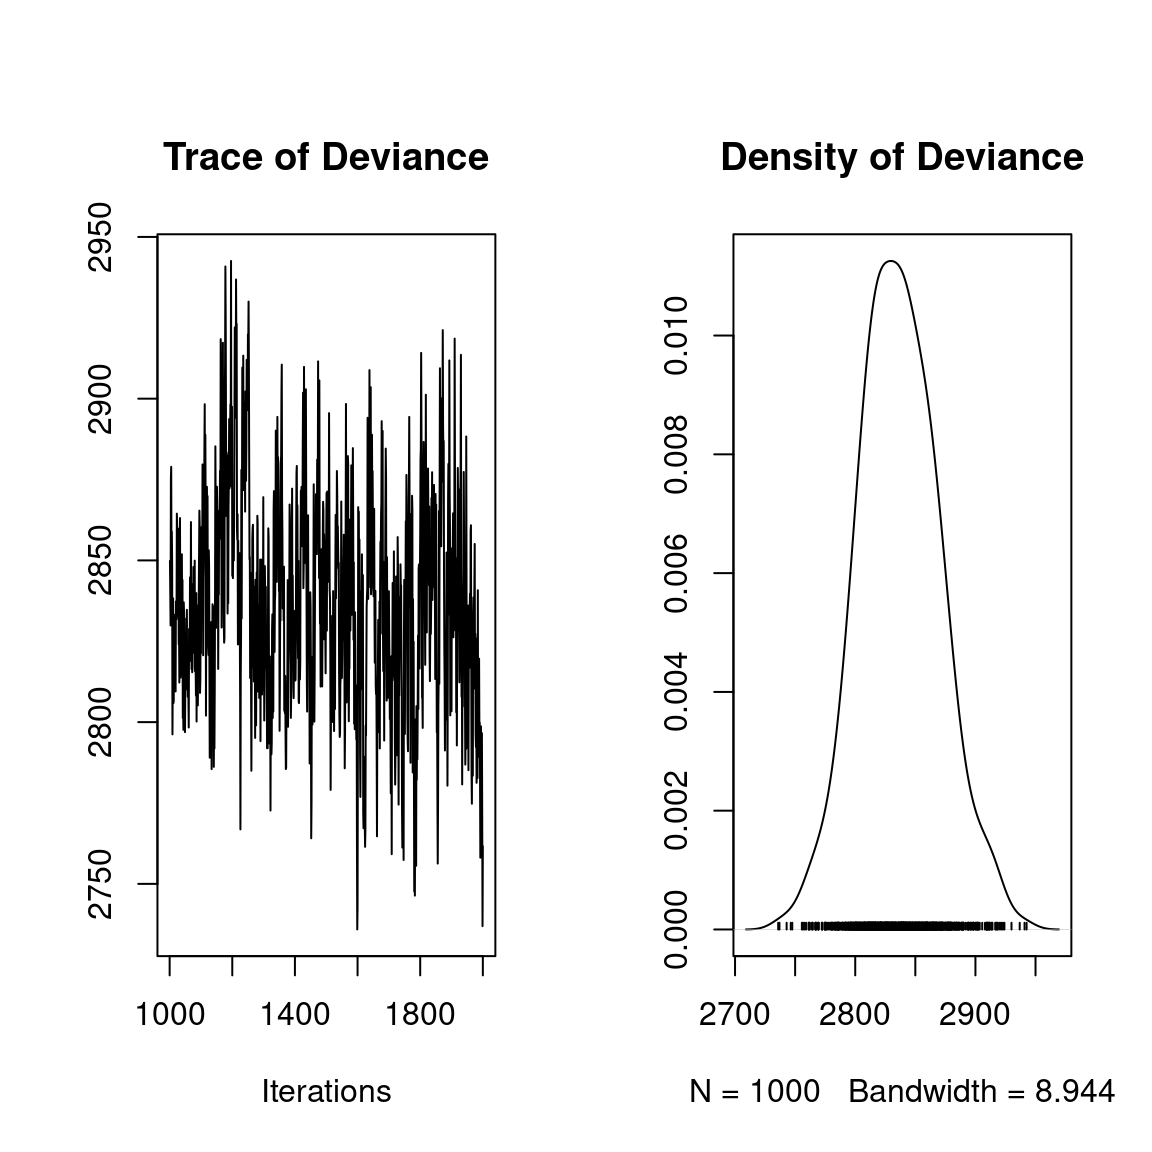 Trace of Deviance
2950
2900
2850
2800
2750
1000 1400 1800
Iterations
Density of Deviance
0.010
0.008
0.006
0.004
0.002
0.000
2700 2800 2900
N = 1000 Bandwidth = 8.944